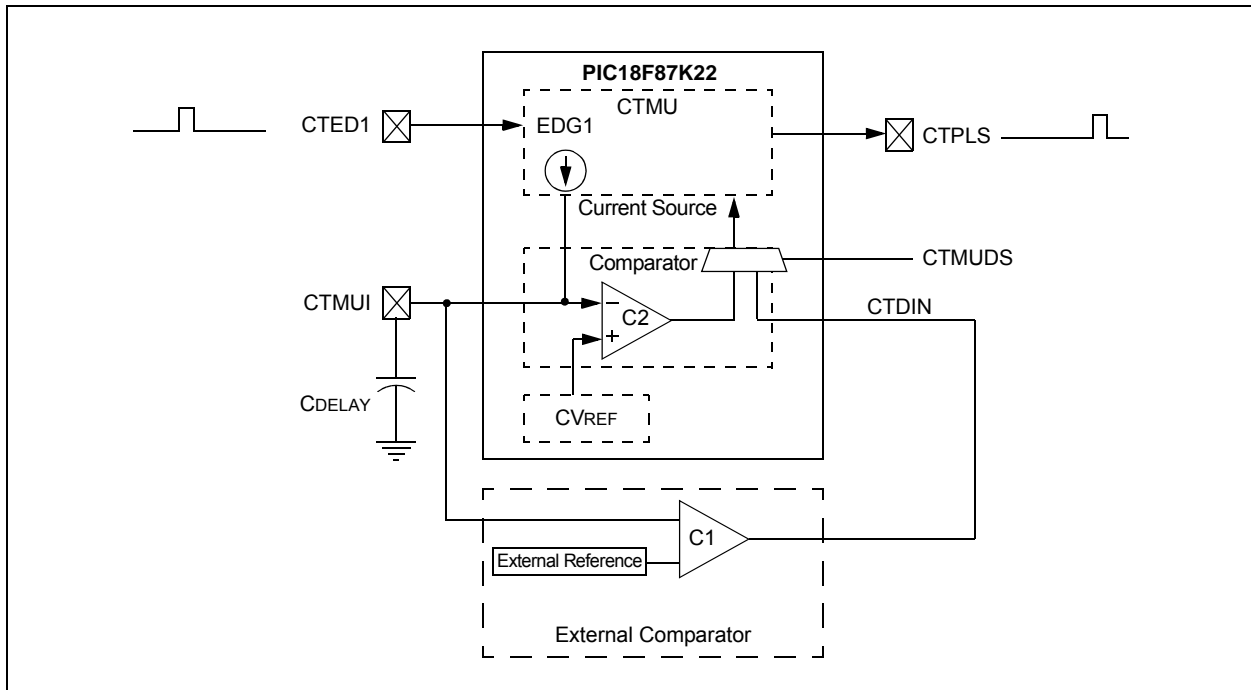 PIC18F87K22
CTMU
CTED1
EDG1
CTPLS
Current Source
Comparator
CTMUDS
CTMUI
–
C2
+
CTDIN
CDELAY
CVREF
C1
External Reference
External Comparator